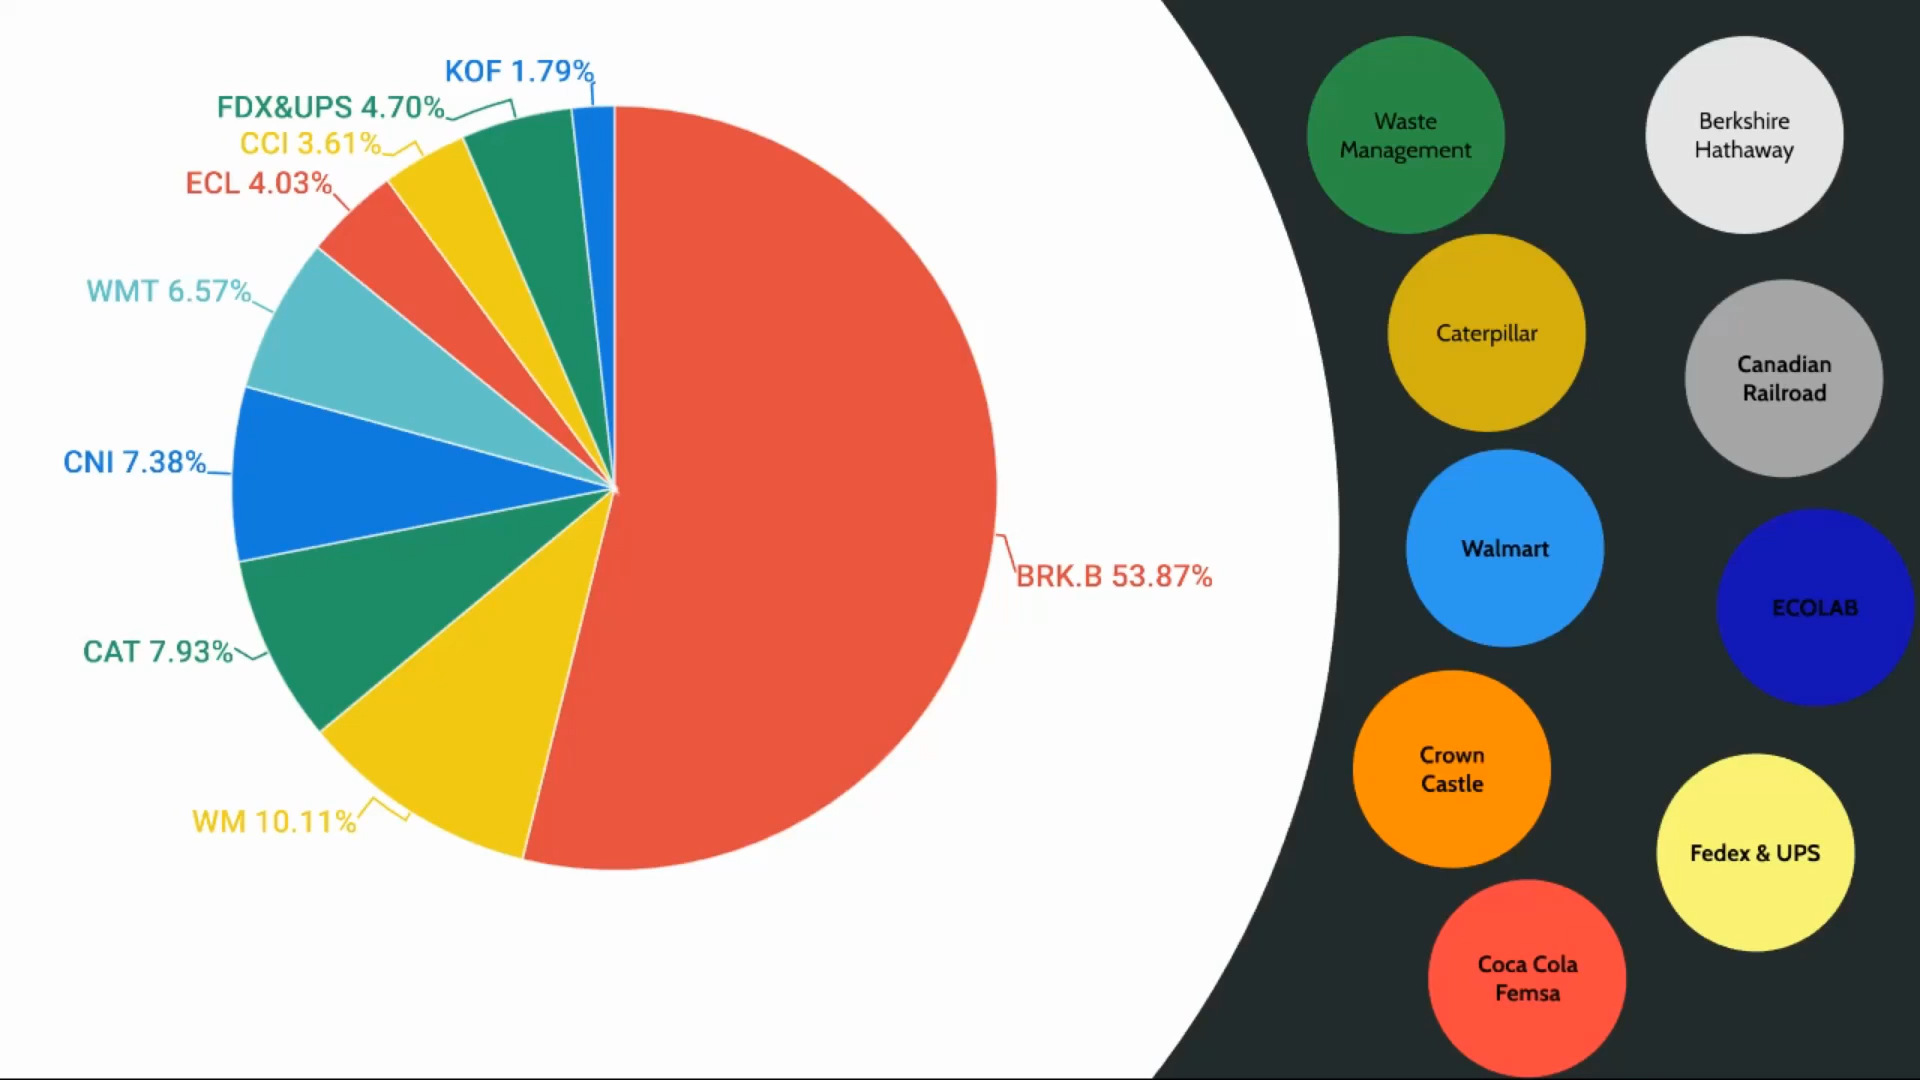 KOF 1.79%
FDX&UPS 4.70%
CCI 3.61%
ECL 4.03%
WMT 6.57%
CNI 7.38%
CAT 7.93%
WM 10.11%
BRK.B 53.87%
Waste
Management
Berkshire
Hathaway
Caterpillar
Canadian
Railroad
Walmart
ECOLAB
Crown
Castle
Fedex & UPS
Coca Cola
Femsa